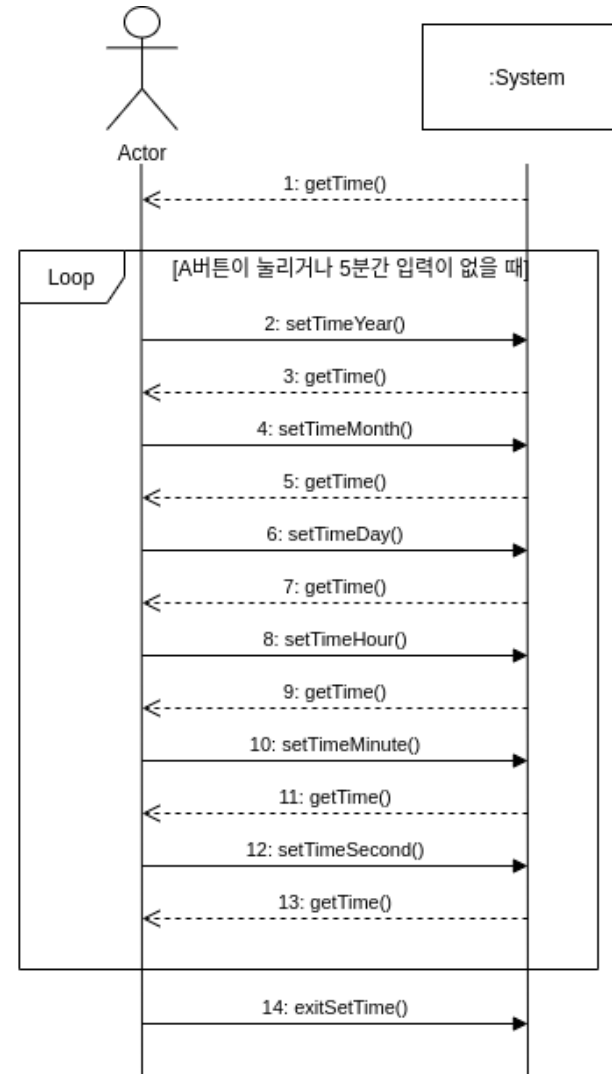 :System
Actor
1: getTime()
Loop
[A버튼이 눌리거나 5분간 입력이 없을 때]
2: setTimeYear()
3: getTime()
4: setTimeMonth()
5: getTime()
6: setTimeDay()
7: getTime()
8: setTimeHour()
9: getTime()
10: setTimeMinute()
11: getTime()
12: setTimeSecond()
13: getTime()
14: exitSetTime()